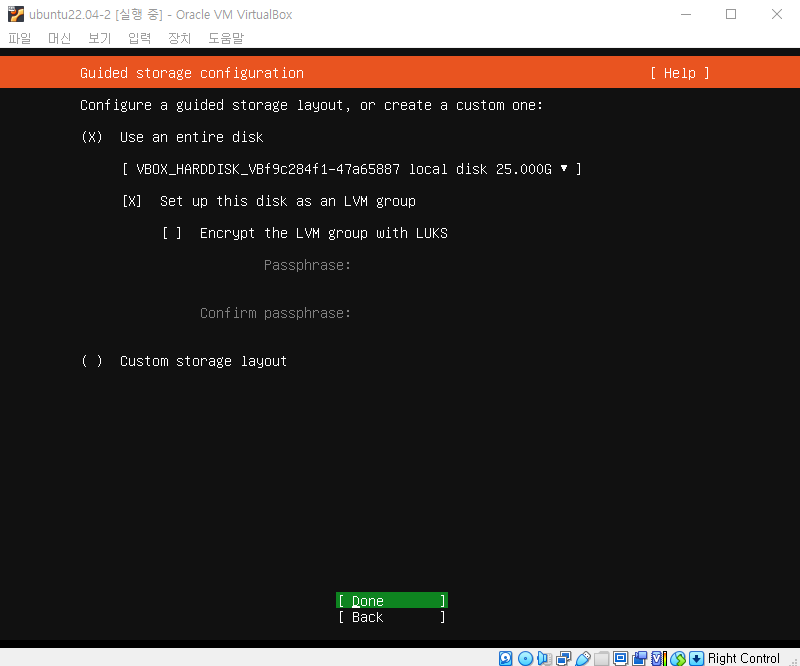 ubuntu22.04-2 [실행 중] - Oracle VM VirtualBox
파일 머신 보기 입력 장치 도움말
Guided storage configuration [ Help ]
Configure a guided storage layout, or create a custom one:
(X) Use an entire disk
[ VBOX_HARDDISK_VBf9c284f1-47a65887 local disk 25.000G ▾ ]
[X] Set up this disk as an LVM group
[ ] Encrypt the LVM group with LUKS
Passphrase:
Confirm passphrase:
( ) Custom storage layout
[ Done ]
[ Back ]
Right Control